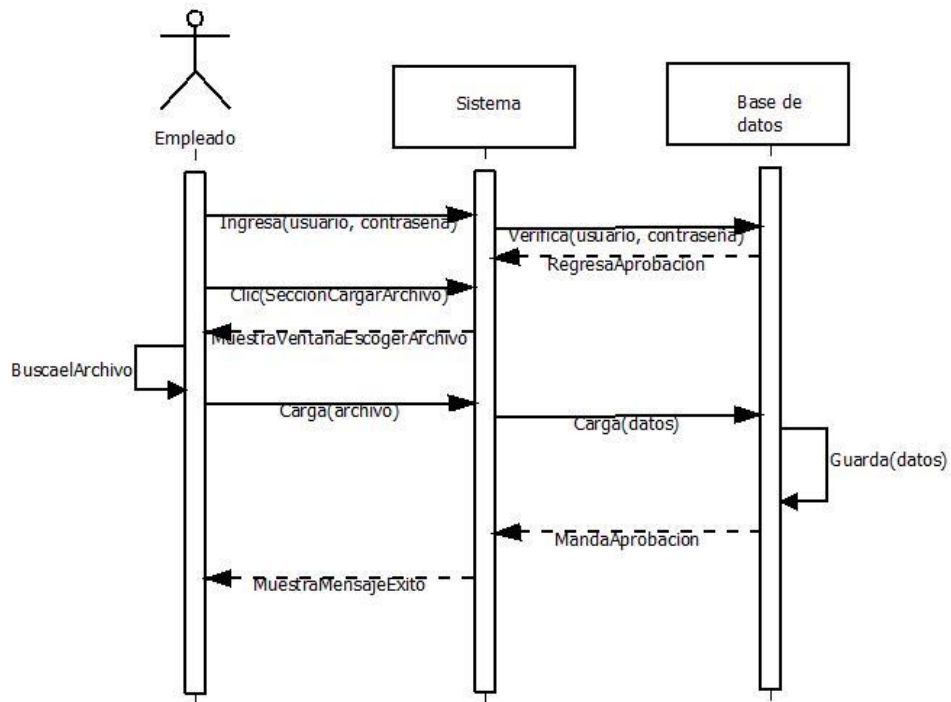 Empleado
Sistema
Base de
datos
Ingresa(usuario, contraseña)
Verifica(usuario, contraseña)
RegresaAprobacion
Clic(SeccionCargarArchivo)
MuestraVentanaEscogerArchivo
BuscaelArchivo
Carga(archivo)
Carga(datos)
Guarda(datos)
MandaAprobacion
MuestraMensajeExito